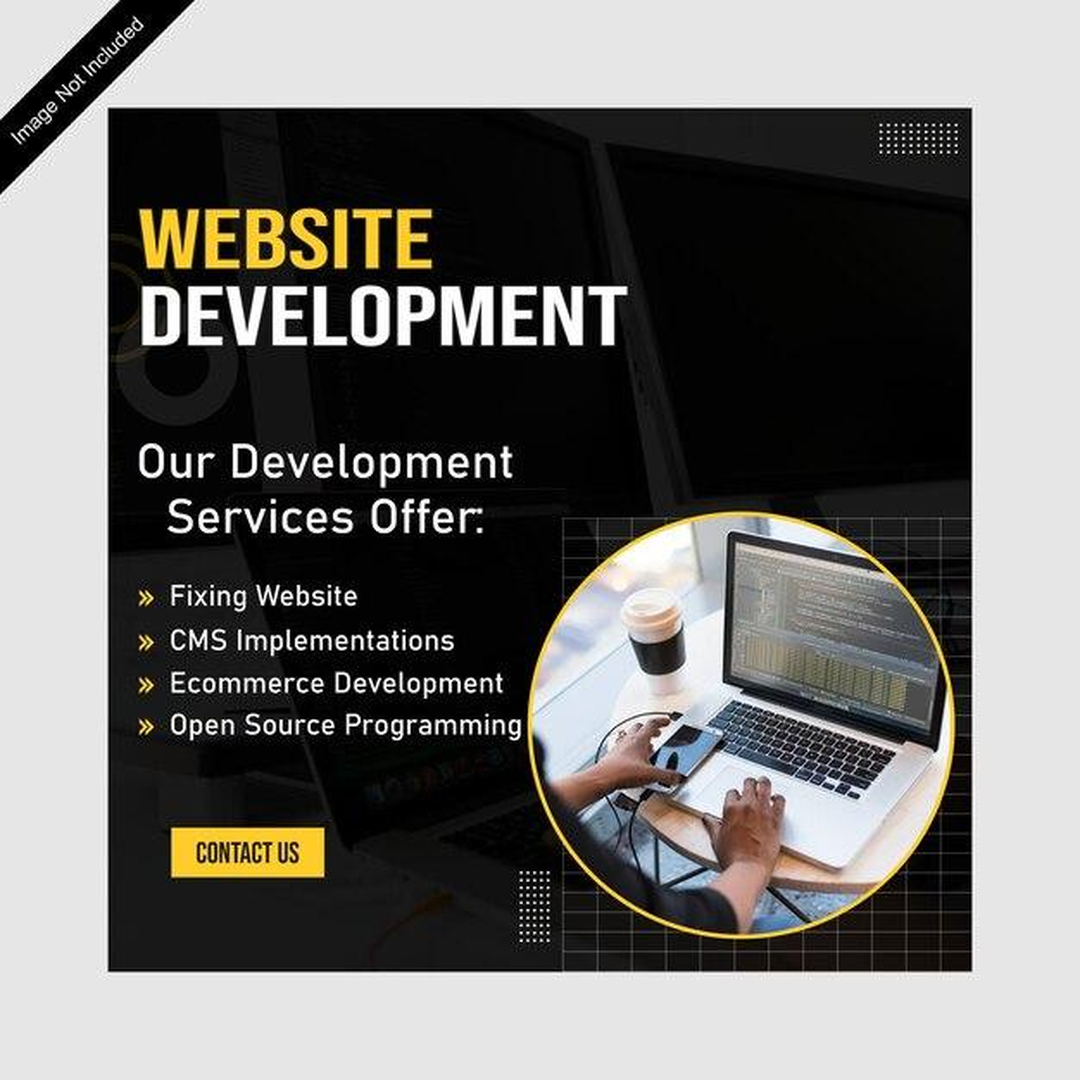 Image Not Included
WEBSITE
DEVELOPMENT
Our Development
Services Offer:
» Fixing Website
» CMS Implementations
» Ecommerce Development
» Open Source Programming
CONTACT US